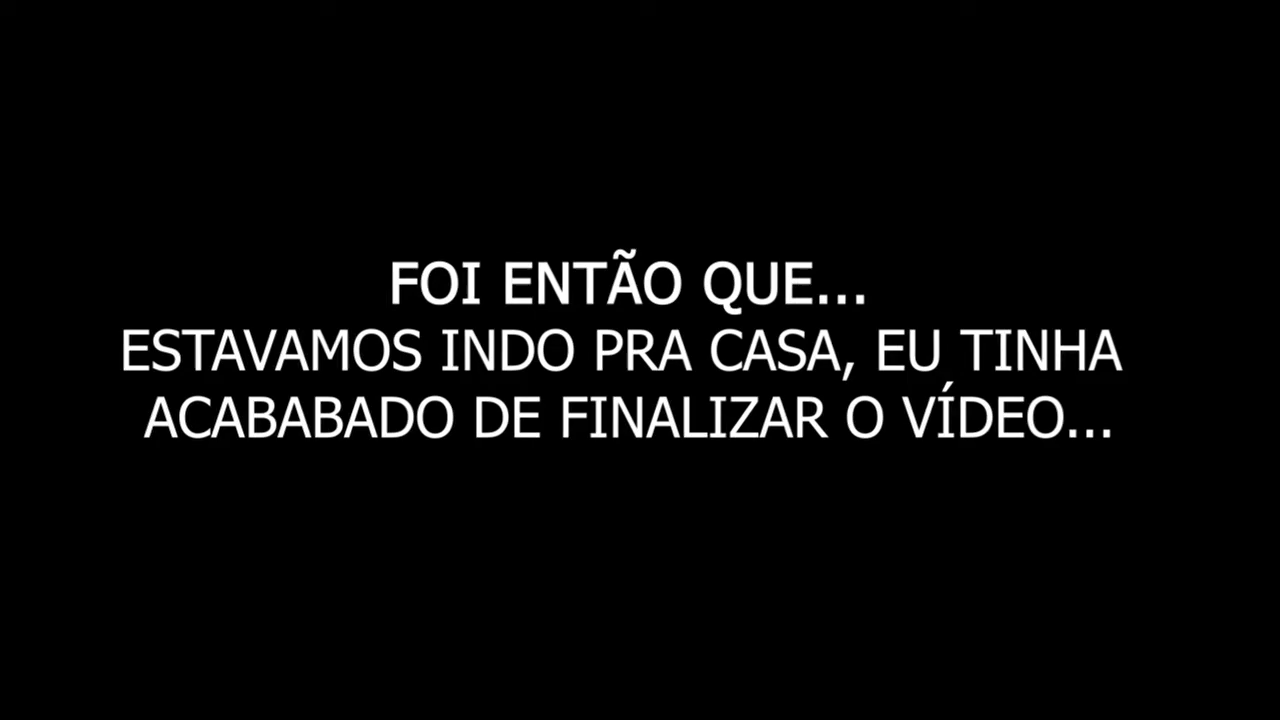 FOI ENTÃO QUE...
ESTAVAMOS INDO PRA CASA, EU TINHA
ACABABADO DE FINALIZAR O VÍDEO...